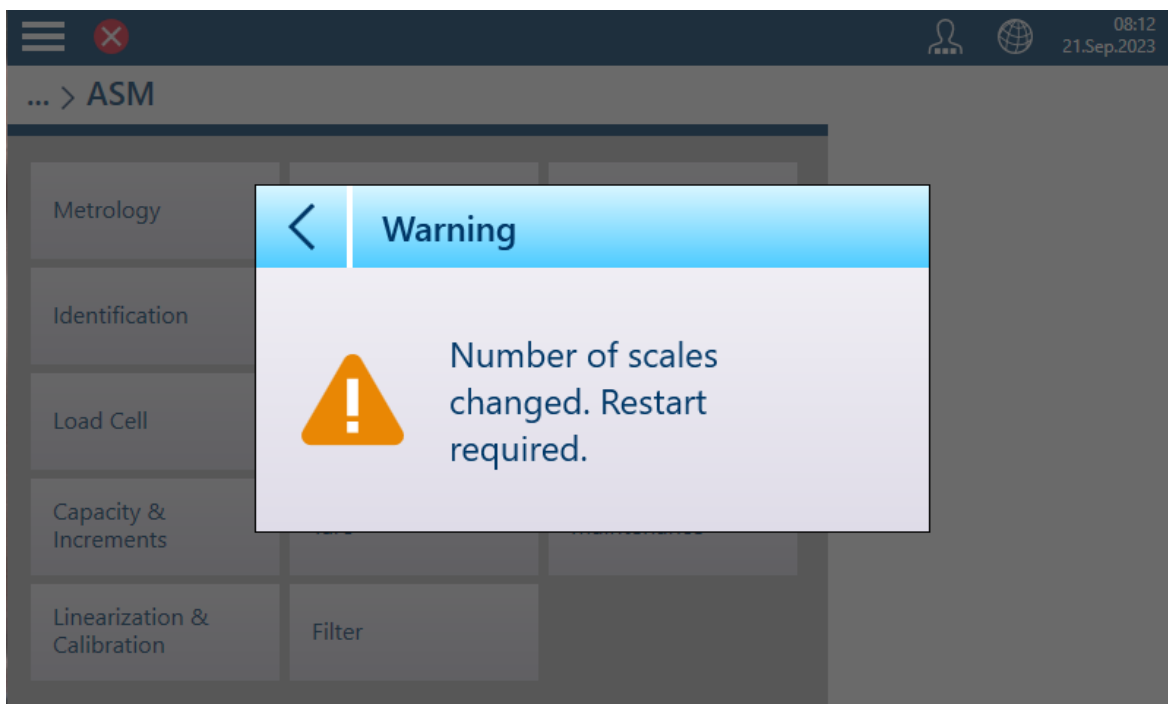 08:12
21.Sep.2023
... > ASM
Metrology
Warning
Identification
Number of scales
changed. Restart
required.
Load Cell
Capacity &
Increments
Linearization &
Calibration
Filter